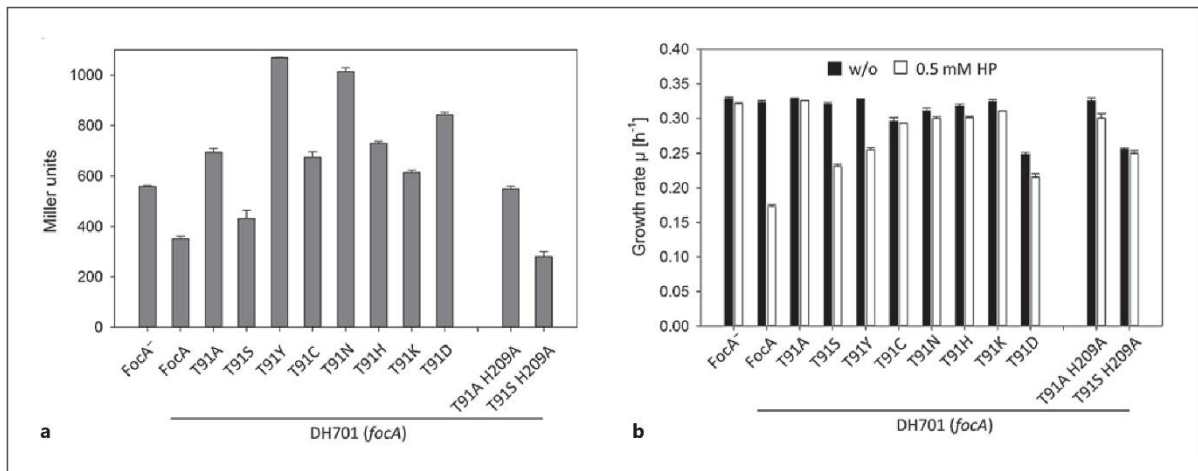 1000
800
600
400
200
0
Miller units
FocA⁻
FocA
T91A
T91S
T91Y
T91C
T91N
T91H
T91K
T91D
T91A H209A
T91S H209A
DH701 (focA)
a
0.40
0.35
0.30
0.25
0.20
0.15
0.10
0.05
0.00
Growth rate μ [h⁻¹]
w/o 0.5 mM HP
FocA⁻
FocA
T91A
T91S
T91Y
T91C
T91N
T91H
T91K
T91D
T91A H209A
T91S H209A
DH701 (focA)
b